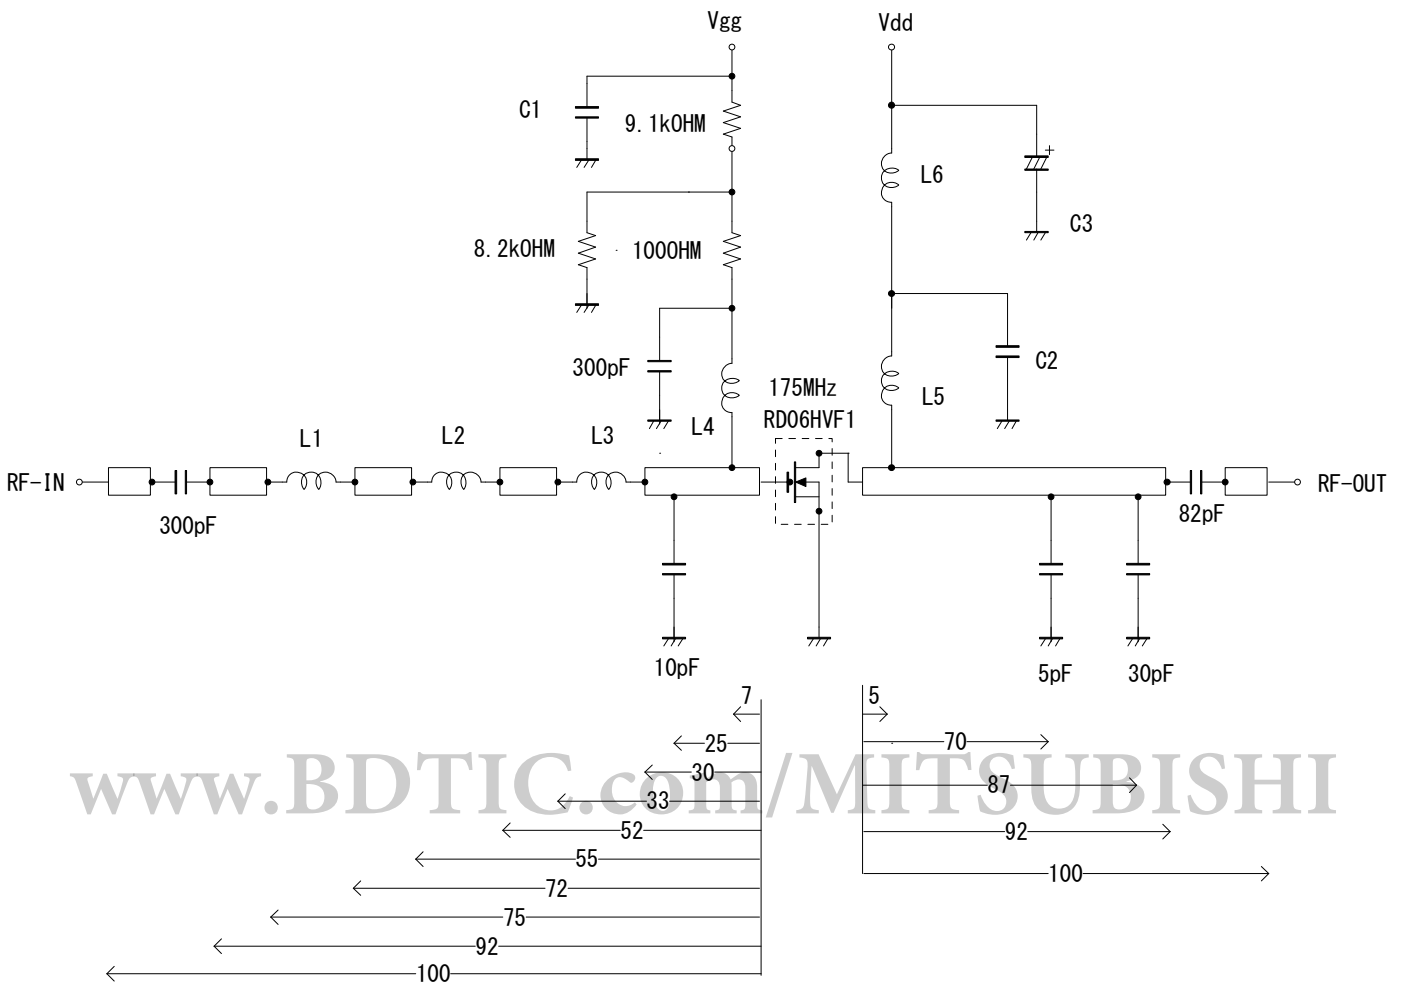 Vgg
Vdd
C1
9.1kOHM
L6
+
C3
8.2kOHM
100OHM
300pF
C2
175MHz
L5
RD06HVF1
L4
L1
L2
L3
RF-IN
RF-OUT
300pF
82pF
10pF
5pF
30pF
7
5
25
70
www.BDTIC.com/MITSUBISHI
30
87
33
52
92
55
100
72
75
92
100